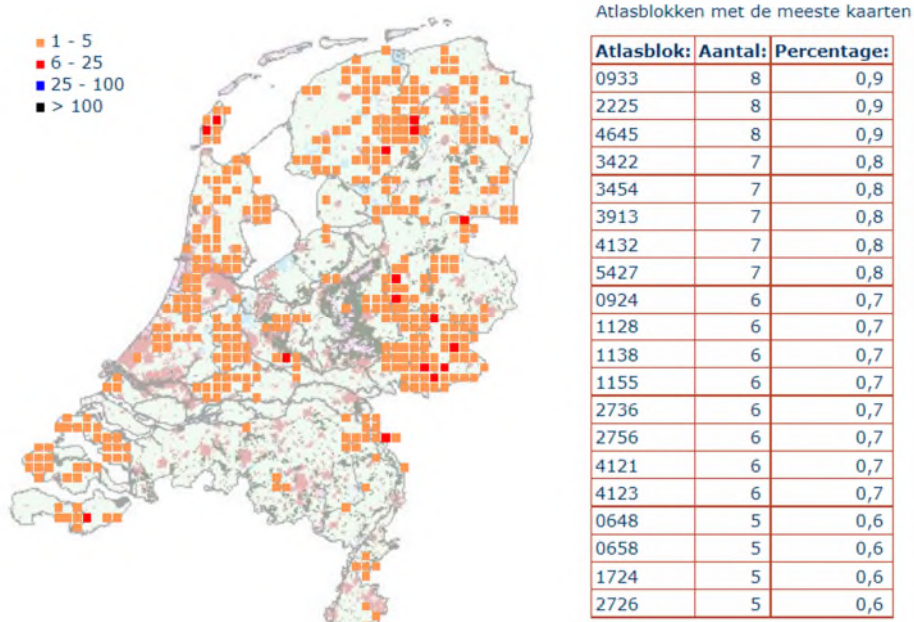 1 - 5
6 - 25
25 - 100
> 100
Atlasblokken met de meeste kaarten
Atlasblok: Aantal: Percentage:
0933 8 0,9
2225 8 0,9
4645 8 0,9
3422 7 0,8
3454 7 0,8
3913 7 0,8
4132 7 0,8
5427 7 0,8
0924 6 0,7
1128 6 0,7
1138 6 0,7
1155 6 0,7
2736 6 0,7
2756 6 0,7
4121 6 0,7
4123 6 0,7
0648 5 0,6
0658 5 0,6
1724 5 0,6
2726 5 0,6